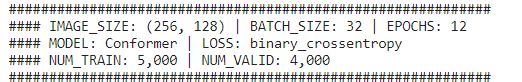 ################################################################
#### IMAGE_SIZE: (256, 128) | BATCH_SIZE: 32 | EPOCHS: 12
#### MODEL: Conformer | LOSS: binary_crossentropy
#### NUM_TRAIN: 5,000 | NUM_VALID: 4,000
################################################################